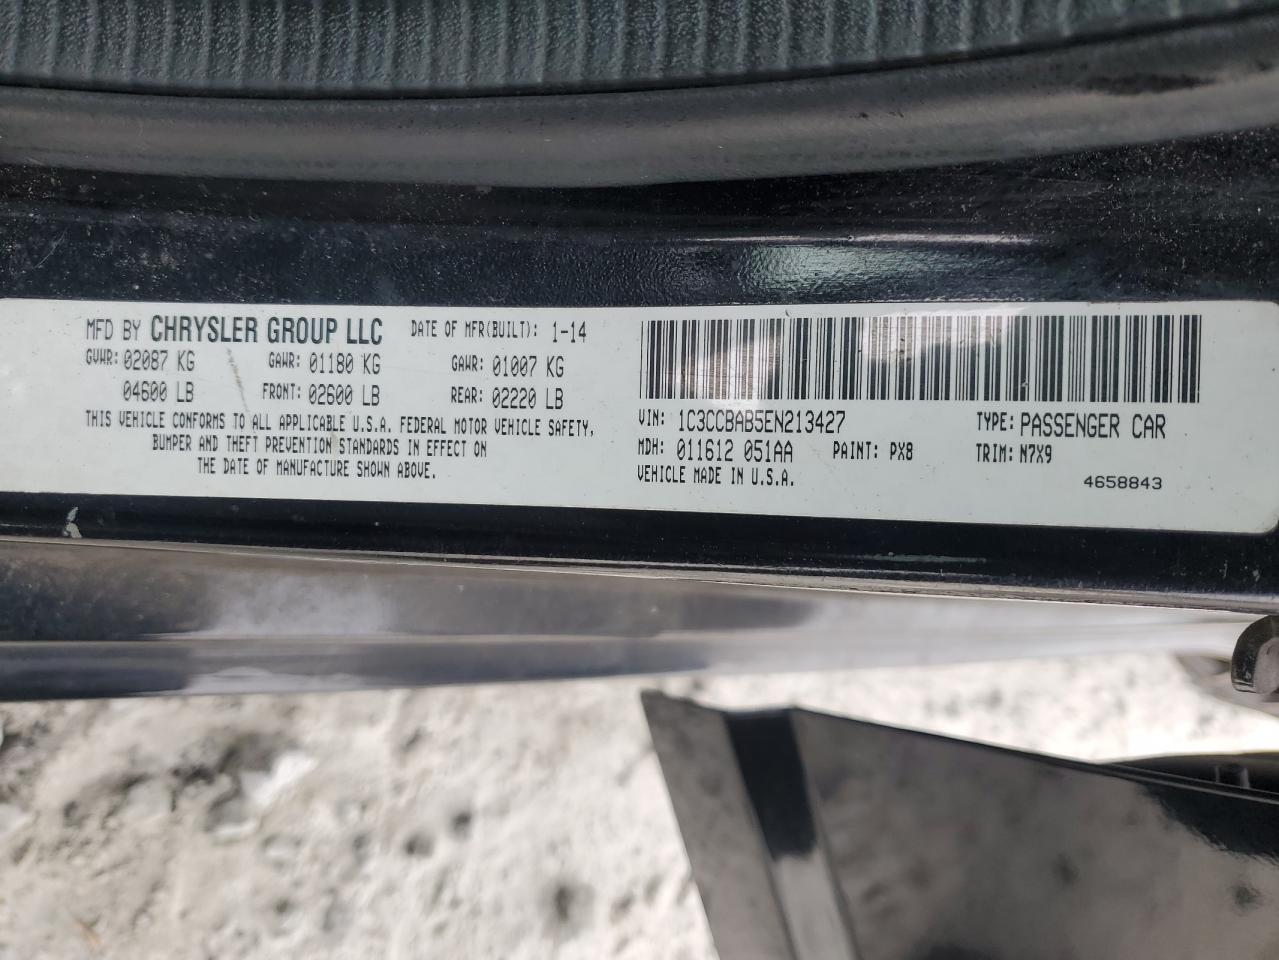 MFD BY CHRYSLER GROUP LLC DATE OF MFR(BUILT): 1-14
GVWR: 02087 KG GAWR: 01180 KG GAWR: 01007 KG
04600 LB FRONT: 02600 LB REAR: 02220 LB
THIS VEHICLE CONFORMS TO ALL APPLICABLE U.S.A. FEDERAL MOTOR VEHICLE SAFETY,
BUMPER AND THEFT PREVENTION STANDARDS IN EFFECT ON
THE DATE OF MANUFACTURE SHOWN ABOVE.
VIN: 1C3CCBAB5EN213427 TYPE: PASSENGER CAR
MDH: 011612 051AA PAINT: PX8 TRIM: N7X9
VEHICLE MADE IN U.S.A.
4658843